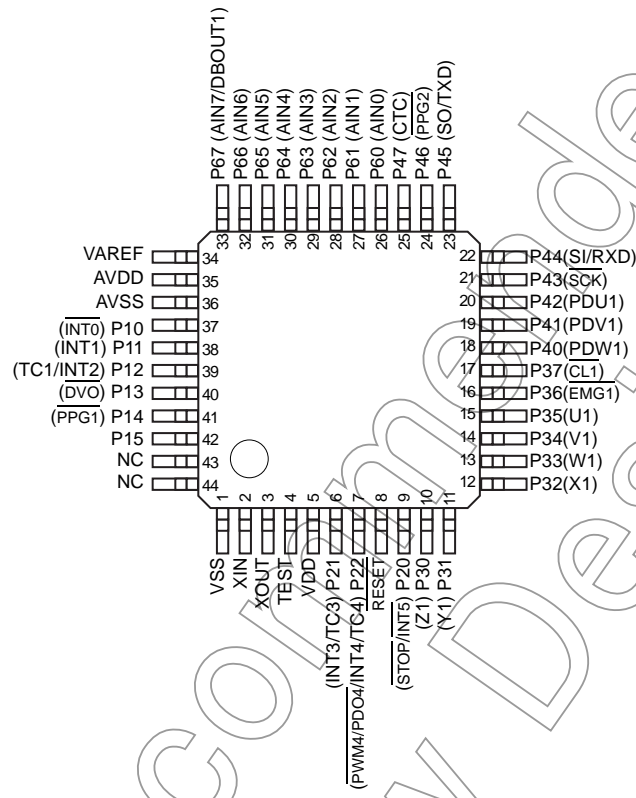 P67 (AIN7/DBOUT1)
P66 (AIN6)
P65 (AIN5)
P64 (AIN4)
P63 (AIN3)
P62 (AIN2)
P61 (AIN1)
P60 (AIN0)
P47 (CTC)
P46 (PPG2)
P45 (SO/TXD)
33
32
31
30
29
28
27
26
25
24
23
VAREF 34
AVDD 35
AVSS 36
(INT0) P10 37
(INT1) P11 38
(TC1/INT2) P12 39
(DVO) P13 40
(PPG1) P14 41
P15 42
NC 43
NC 44
22 P44(SI/RXD)
21 P43(SCK)
20 P42(PDU1)
19 P41(PDV1)
18 P40(PDW1)
17 P37(CL1)
16 P36(EMG1)
15 P35(U1)
14 P34(V1)
13 P33(W1)
12 P32(X1)
1
2
3
4
5
6
7
8
9
10
11
VSS
XIN
XOUT
TEST
VDD
(INT3/TC3) P21
(PWM4/PDO4/INT4/TC4) P22
RESET
(STOP/INT5) P20
(Z1) P30
(Y1) P31